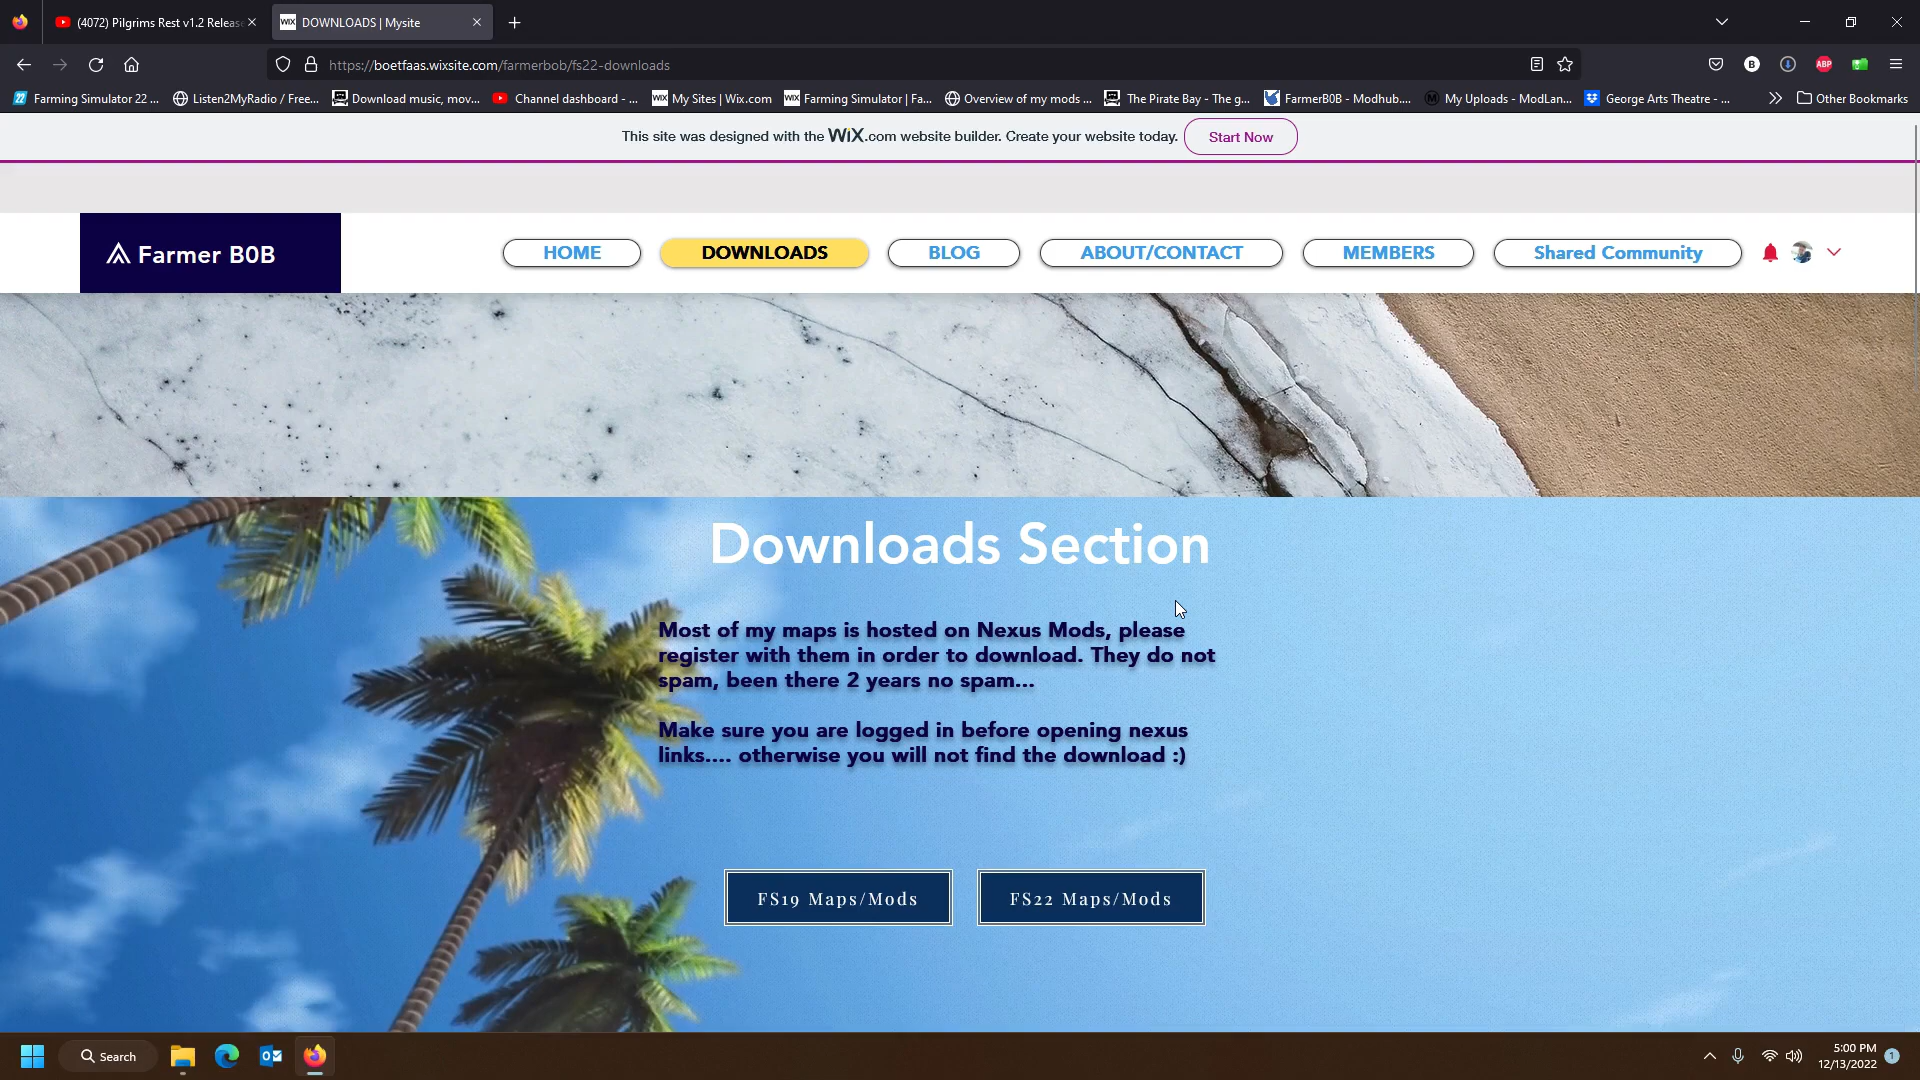 (4072) Pilgrims Rest v1.2 Releas
WIX DOWNLOADS | Mysite
https://boetfaas.wixsite.com/farmerbob/fs22-downloads
B
ABP
22 Farming Simulator 22 ...
Listen2MyRadio / Free...
Download music, mov...
Channel dashboard - ...
WIX My Sites | Wix.com
WIX Farming Simulator | Fa...
Overview of my mods ...
The Pirate Bay - The g...
FarmerB0B - Modhub....
M My Uploads - ModLan...
George Arts Theatre - ...
Other Bookmarks
This site was designed with the WiX.com website builder. Create your website today. Start Now
Farmer B0B
HOME
DOWNLOADS
BLOG
ABOUT/CONTACT
MEMBERS
Shared Community
Downloads Section
Most of my maps is hosted on Nexus Mods, please
register with them in order to download. They do not
spam, been there 2 years no spam...
Make sure you are logged in before opening nexus
links.... otherwise you will not find the download :)
FS19 Maps/Mods
FS22 Maps/Mods
Search
5:00 PM
12/13/2022
1